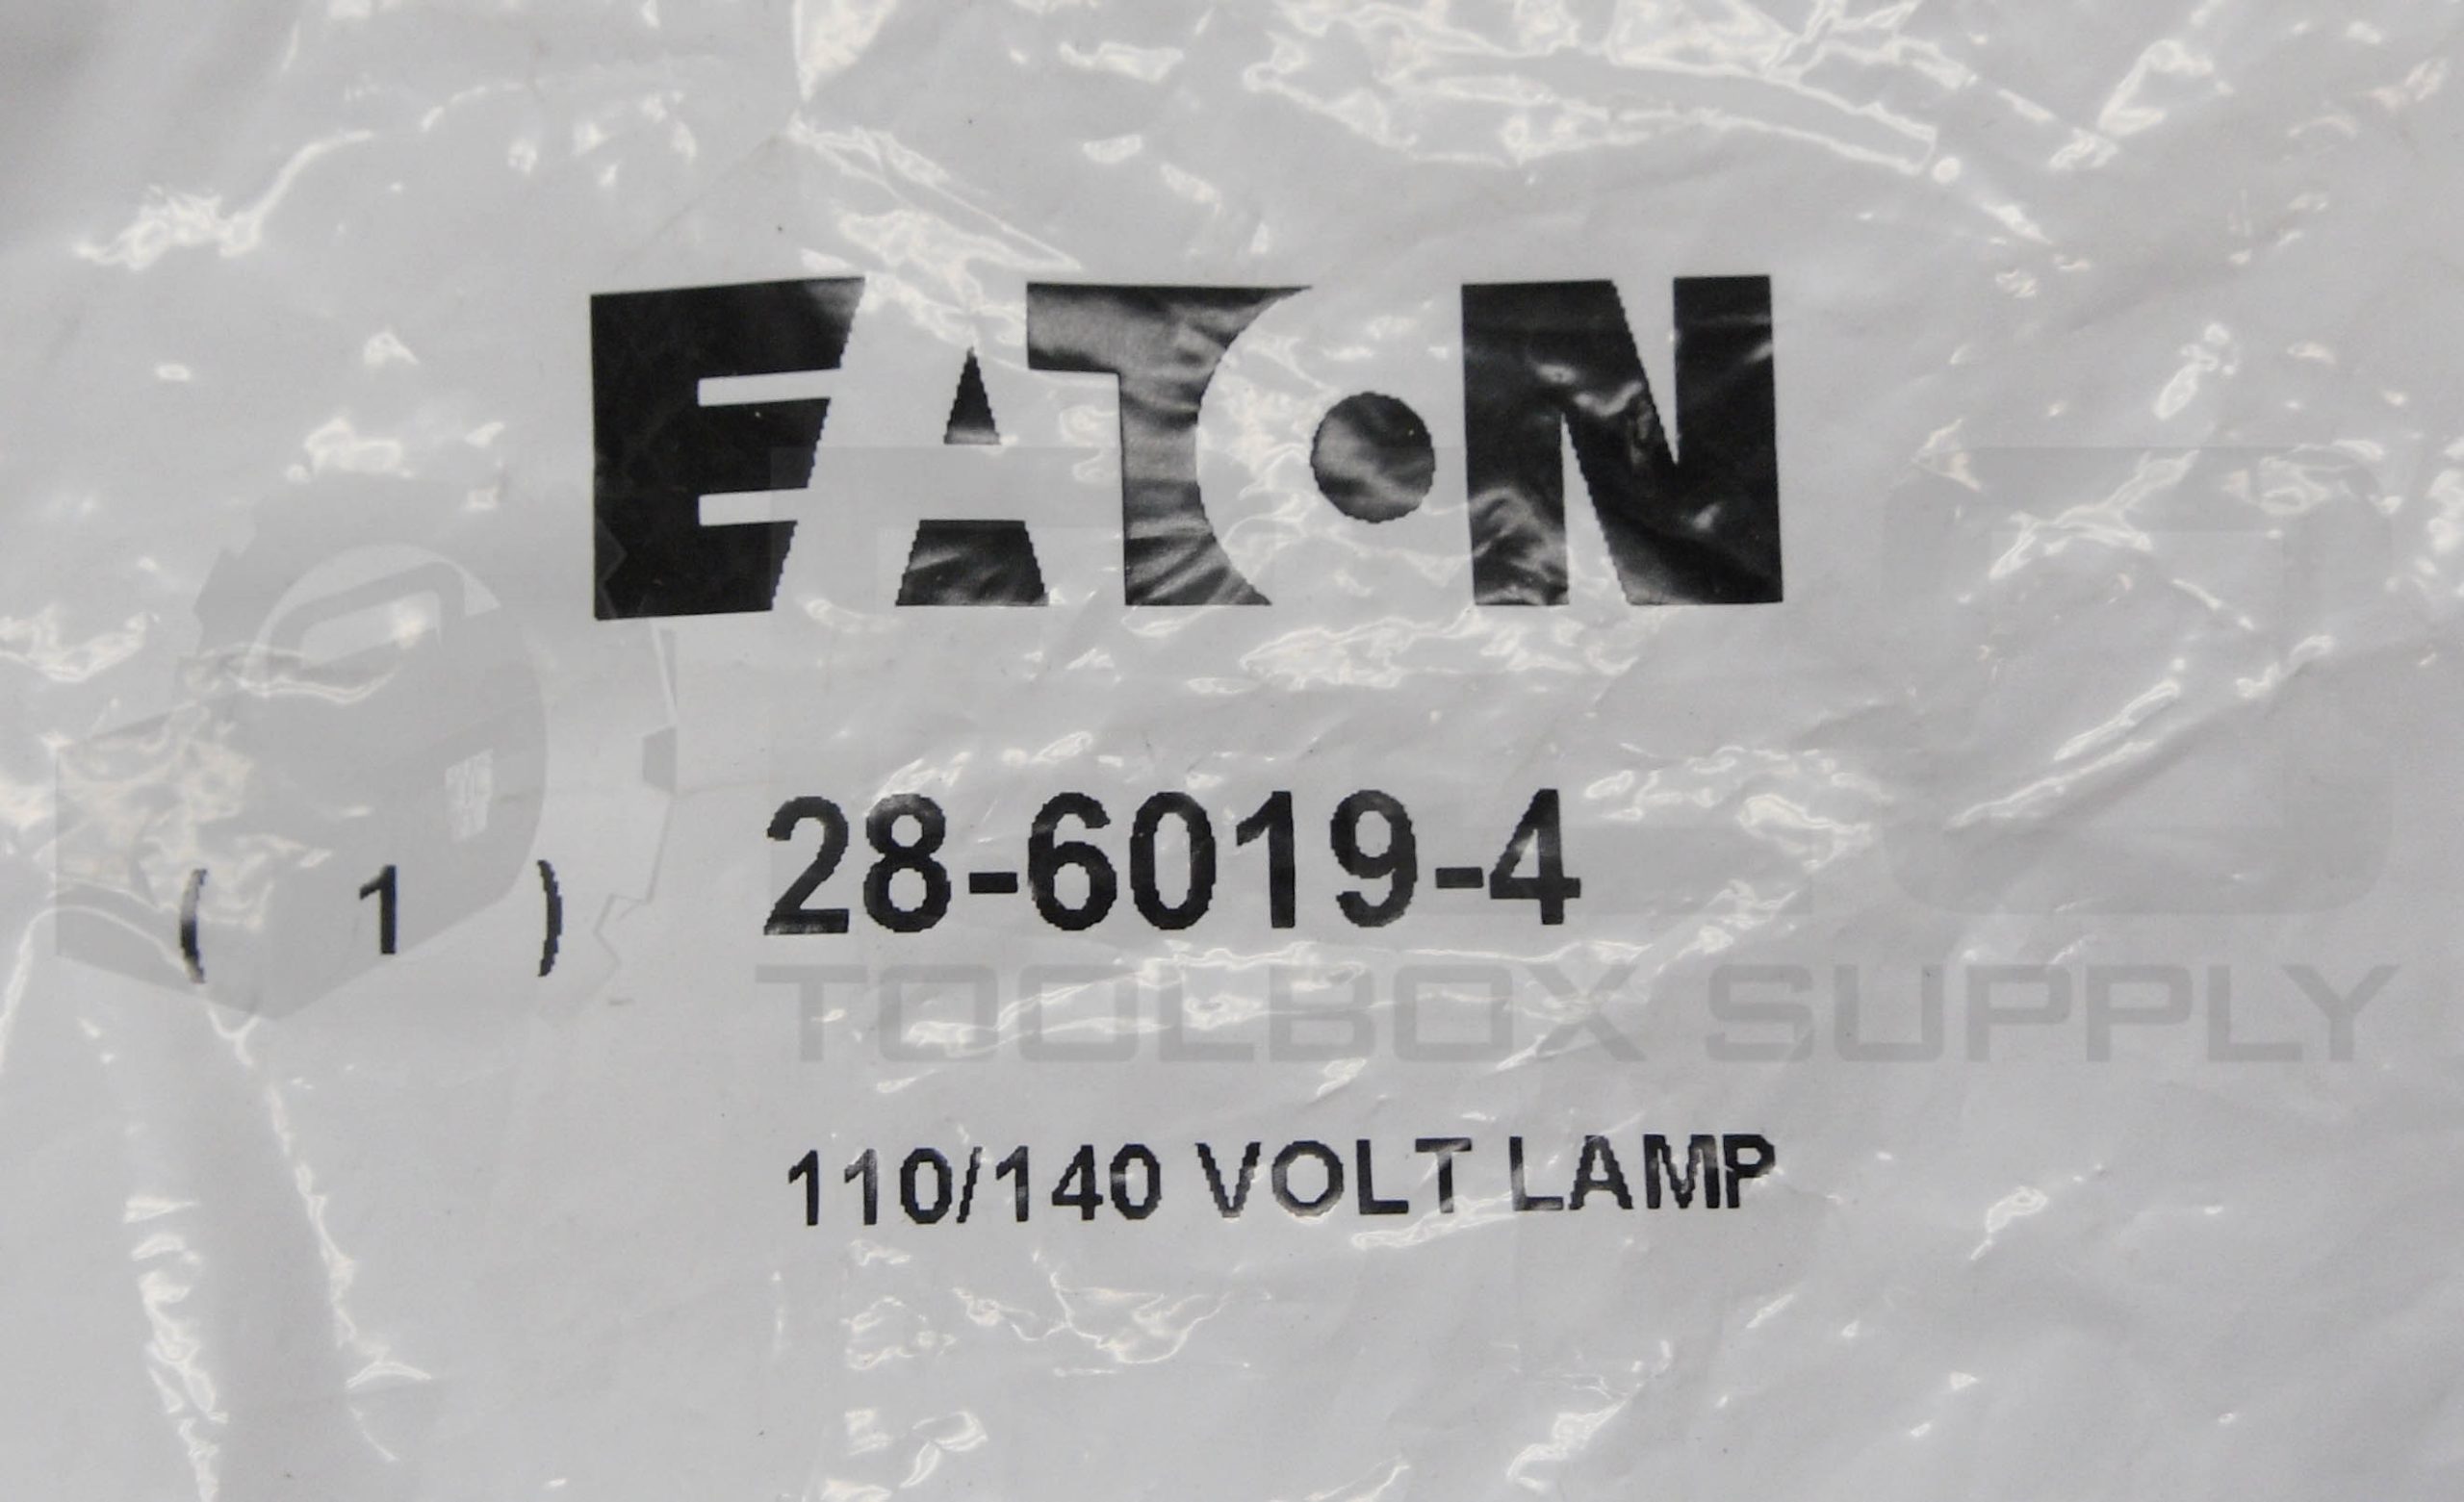 EATON
( 1 ) 28-6019-4
TOOLBOX SUPPLY
110/140 VOLT LAMP